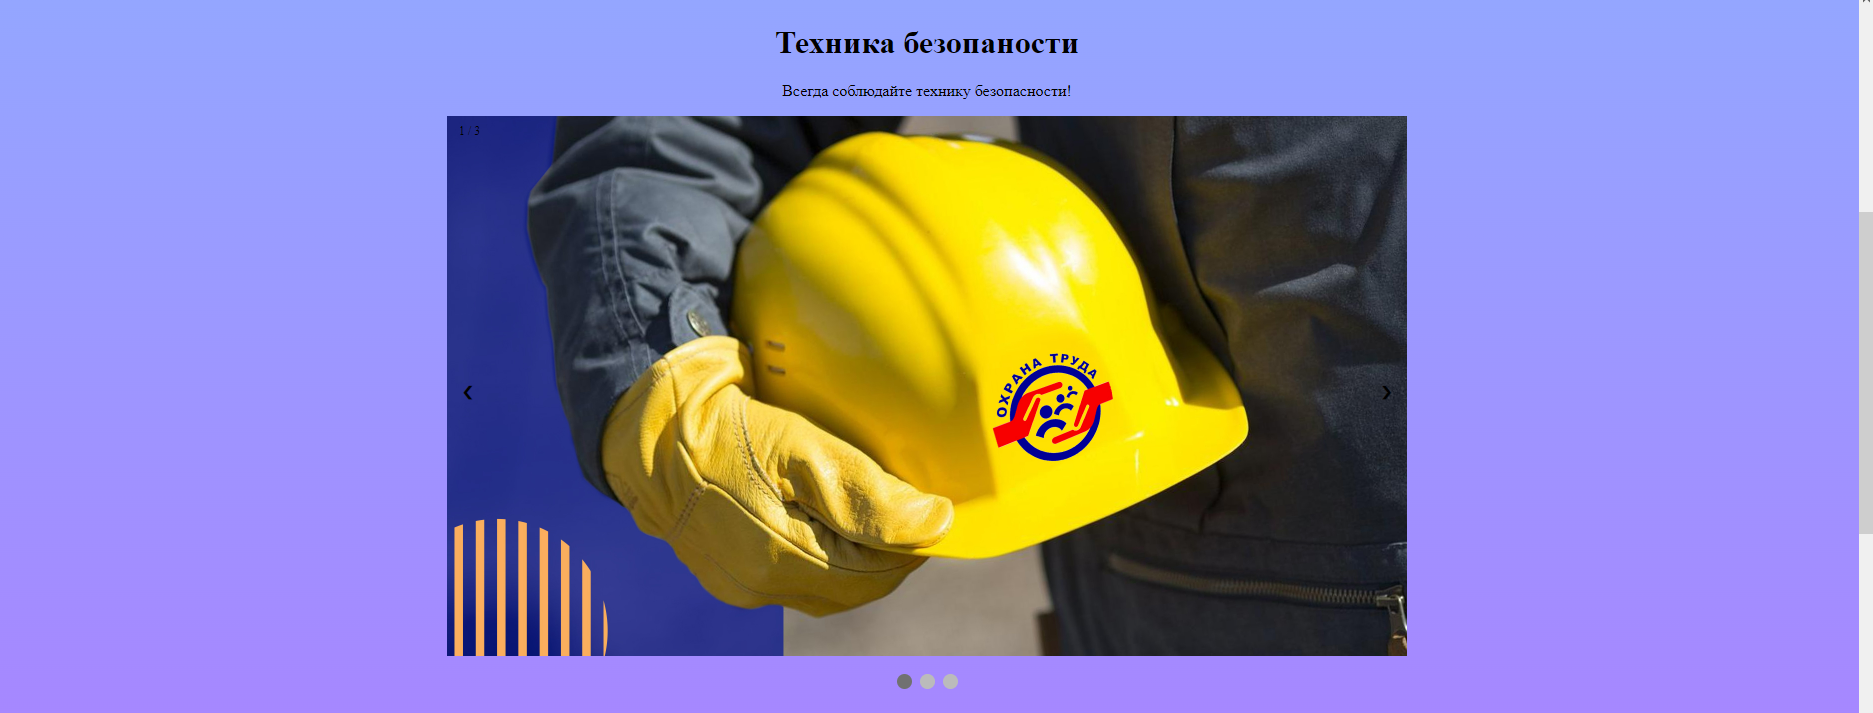 Техника безопаности
Всегда соблюдайте технику безопасности!
1 / 3
ОХРАНА ТРУДА